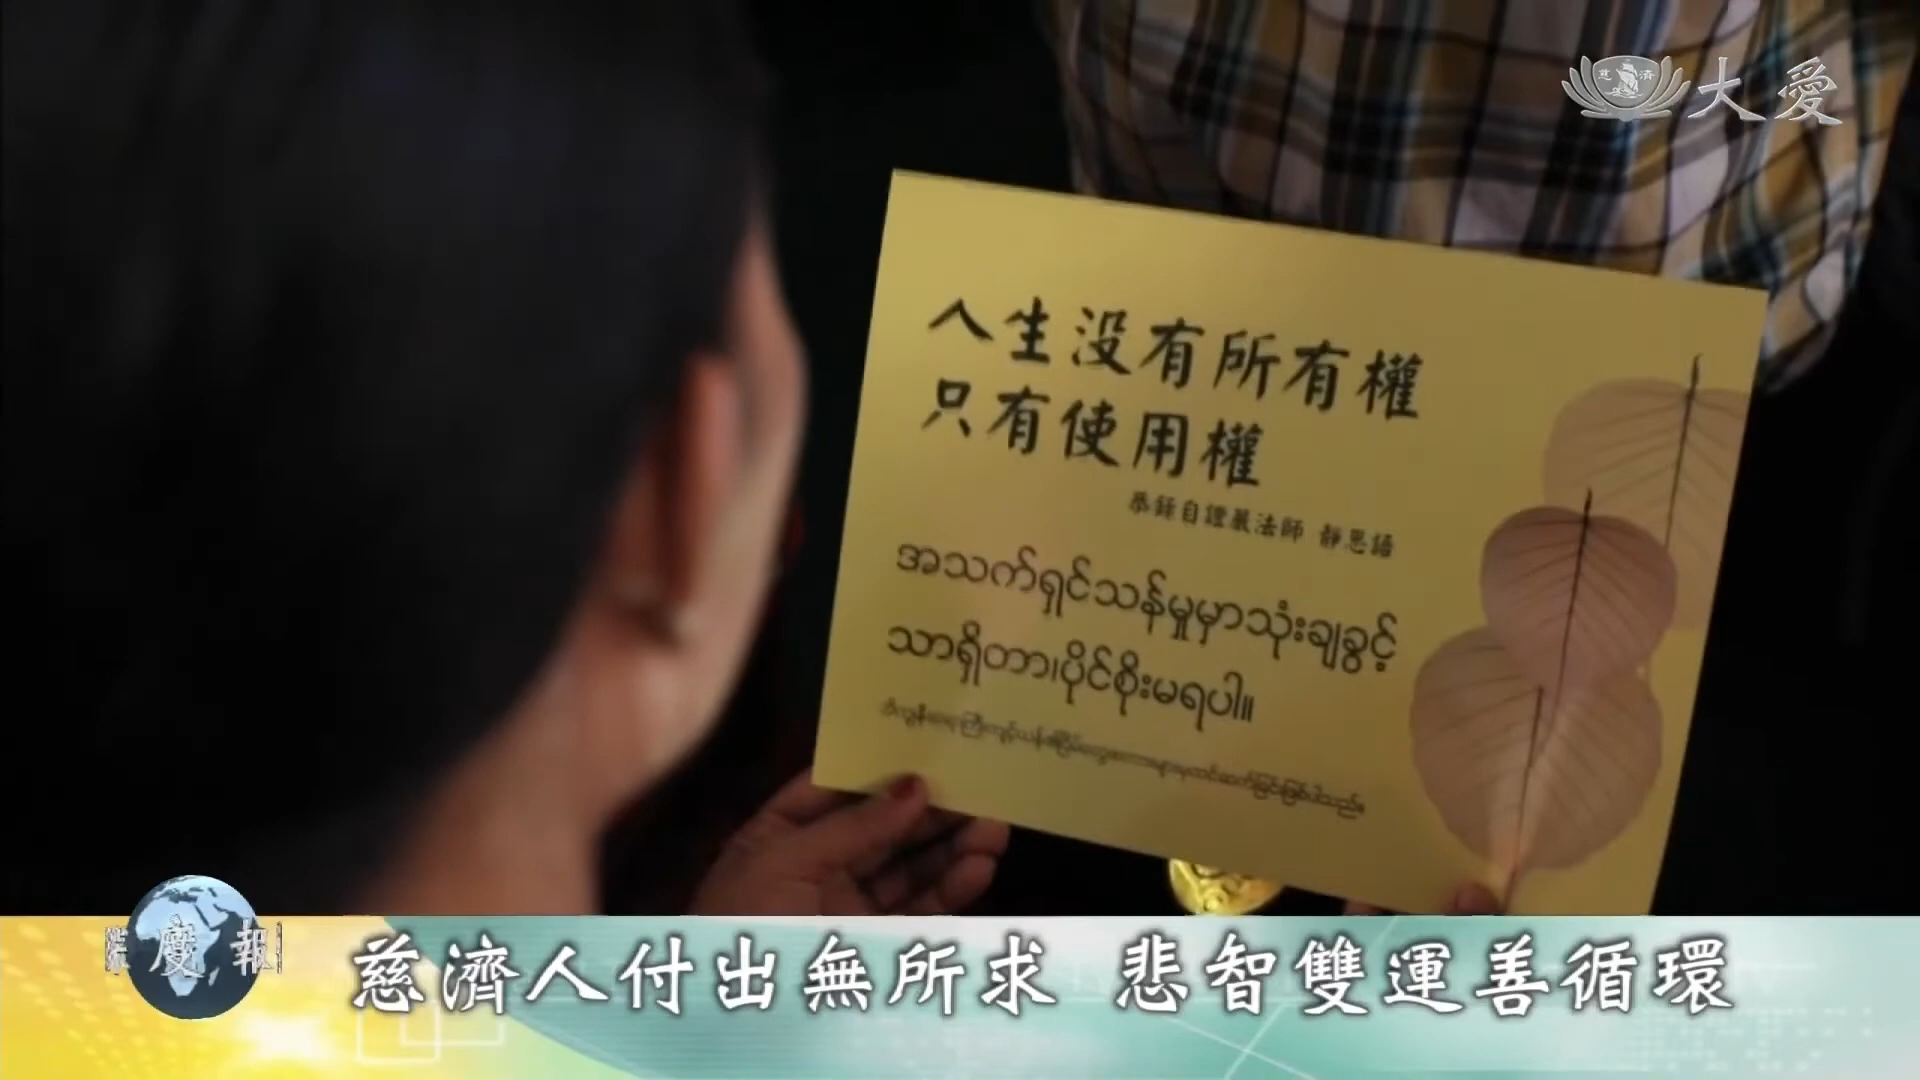 慈濟
大愛
人生没有所有權
只有使用權
恭錄自證嚴法師 靜思語
အသက်ရှင်သန်မှုမှာသုံးချခွင့်
သာရှိတာ၊ပိုင်စိုးမရပါ။
慶報
慈濟人付出無所求 悲智雙運善循環